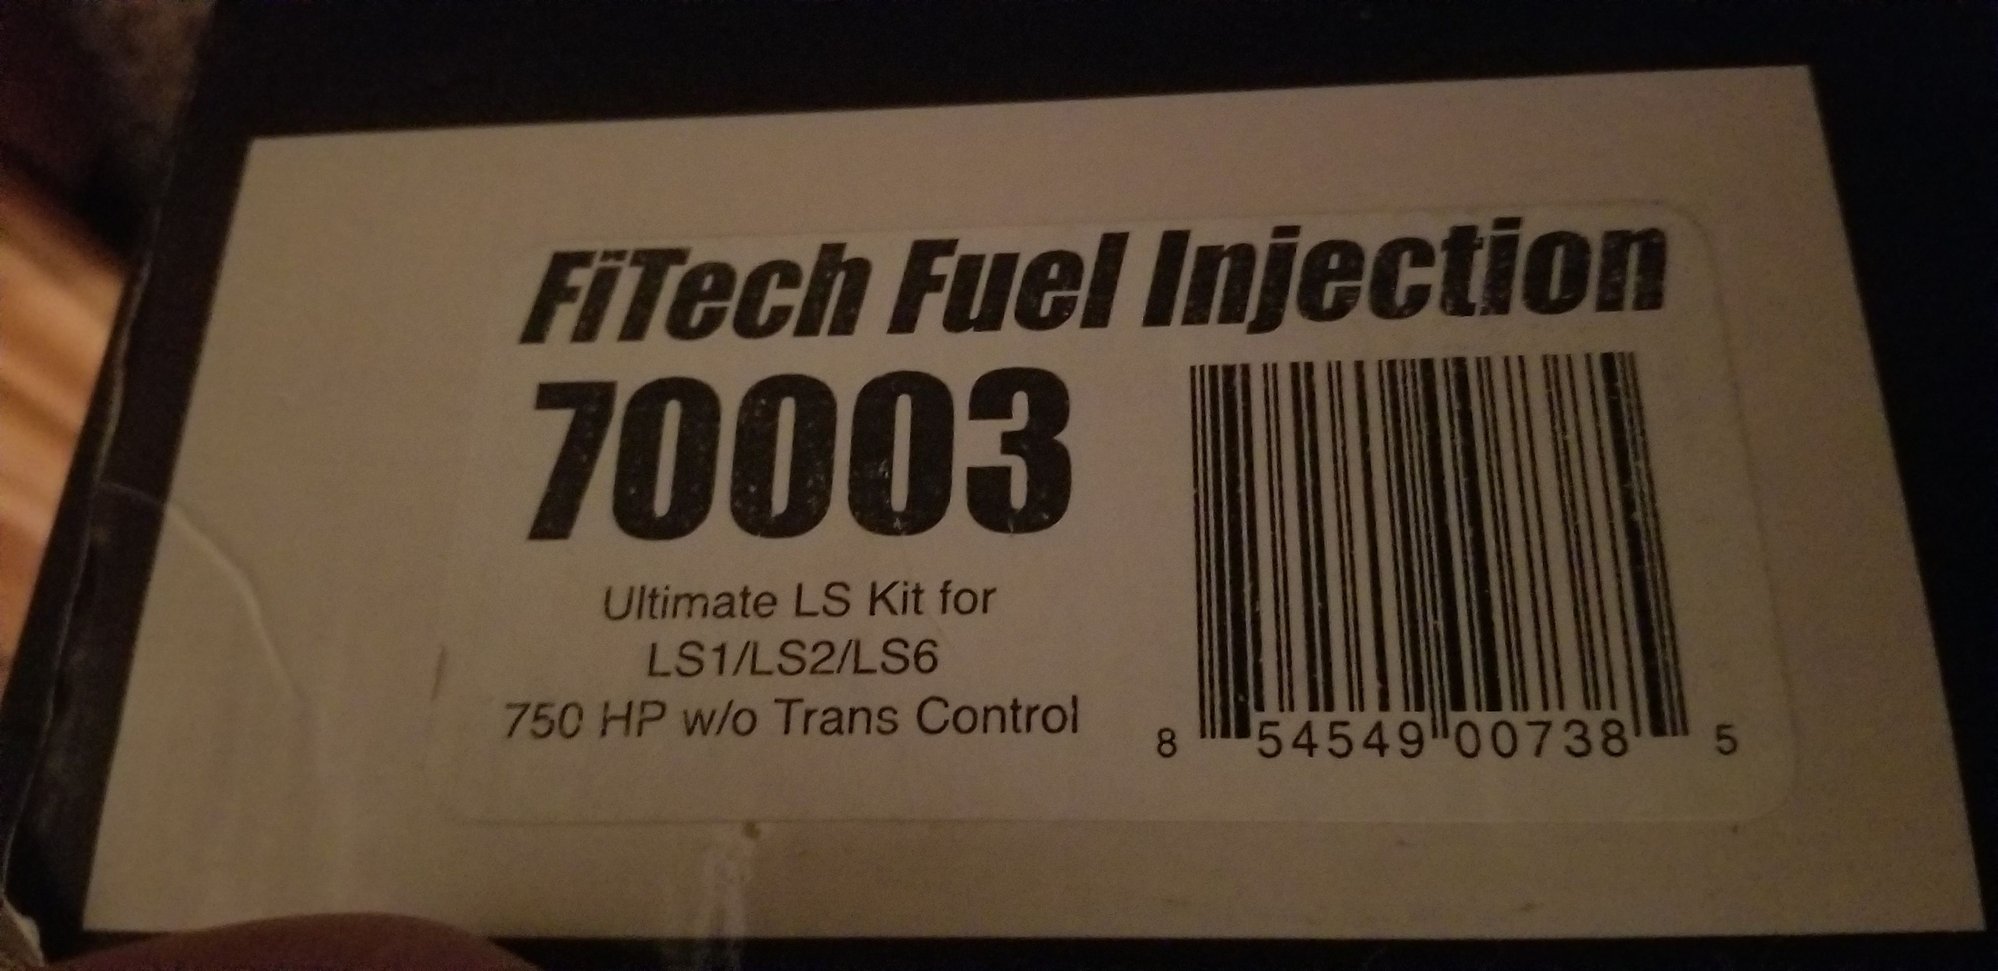 FiTech Fuel Injection
70003
Ultimate LS Kit for
LS1/LS2/LS6
750 HP w/o Trans Control
8 54549 00738 5